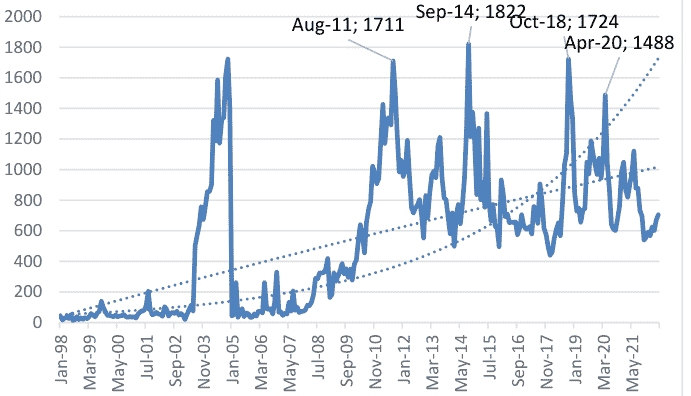 Sep-14; 1822
Aug-11; 1711
Oct-18; 1724
Apr-20; 1488
2000
1800
1600
1400
1200
1000
800
600
400
200
0
Jan-98
Mar-99
May-00
Jul-01
Sep-02
Nov-03
Jan-05
Mar-06
May-07
Jul-08
Sep-09
Nov-10
Jan-12
Mar-13
May-14
Jul-15
Sep-16
Nov-17
Jan-19
Mar-20
May-21